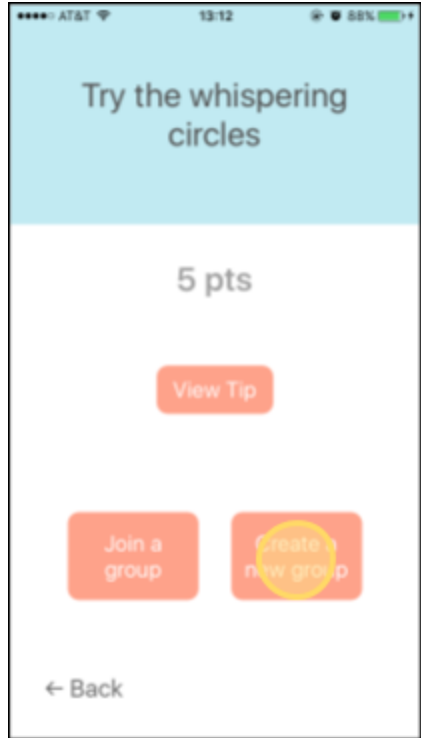 AT&T 13:12 88%
Try the whispering
circles
5 pts
View Tip
Join a
group
Create a
new group
← Back